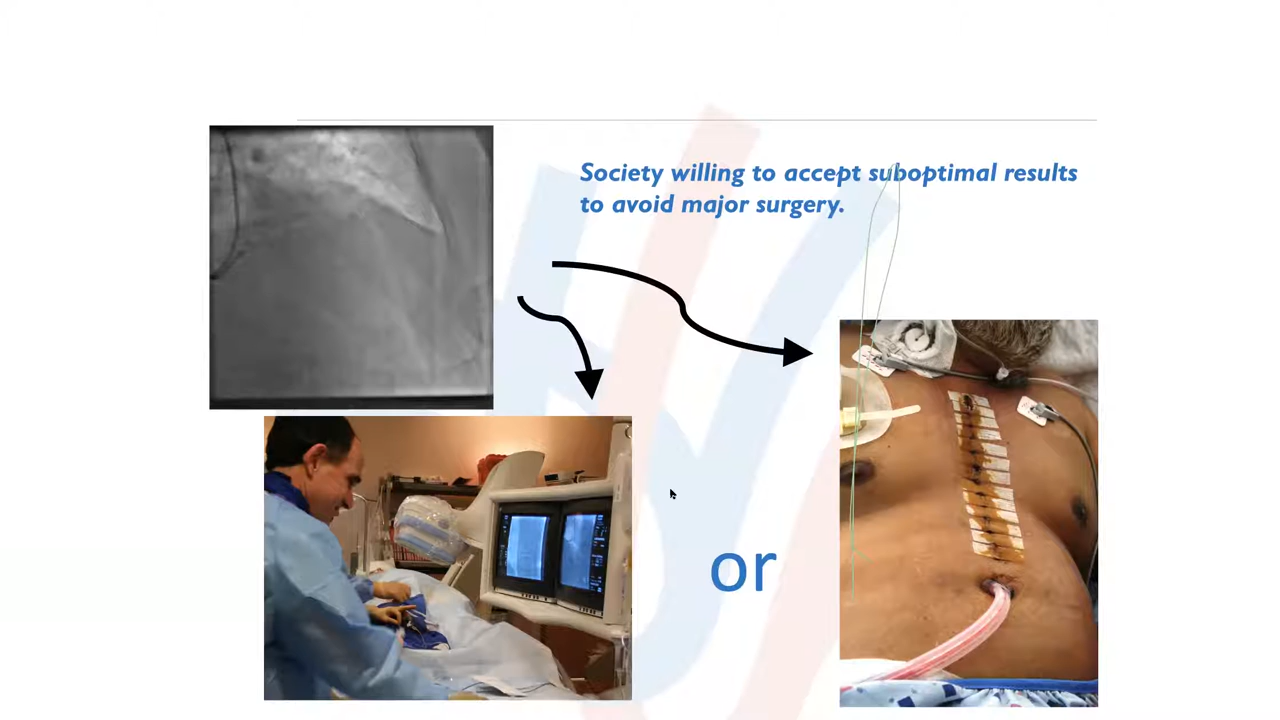 Society willing to accept suboptimal results
to avoid major surgery.
or